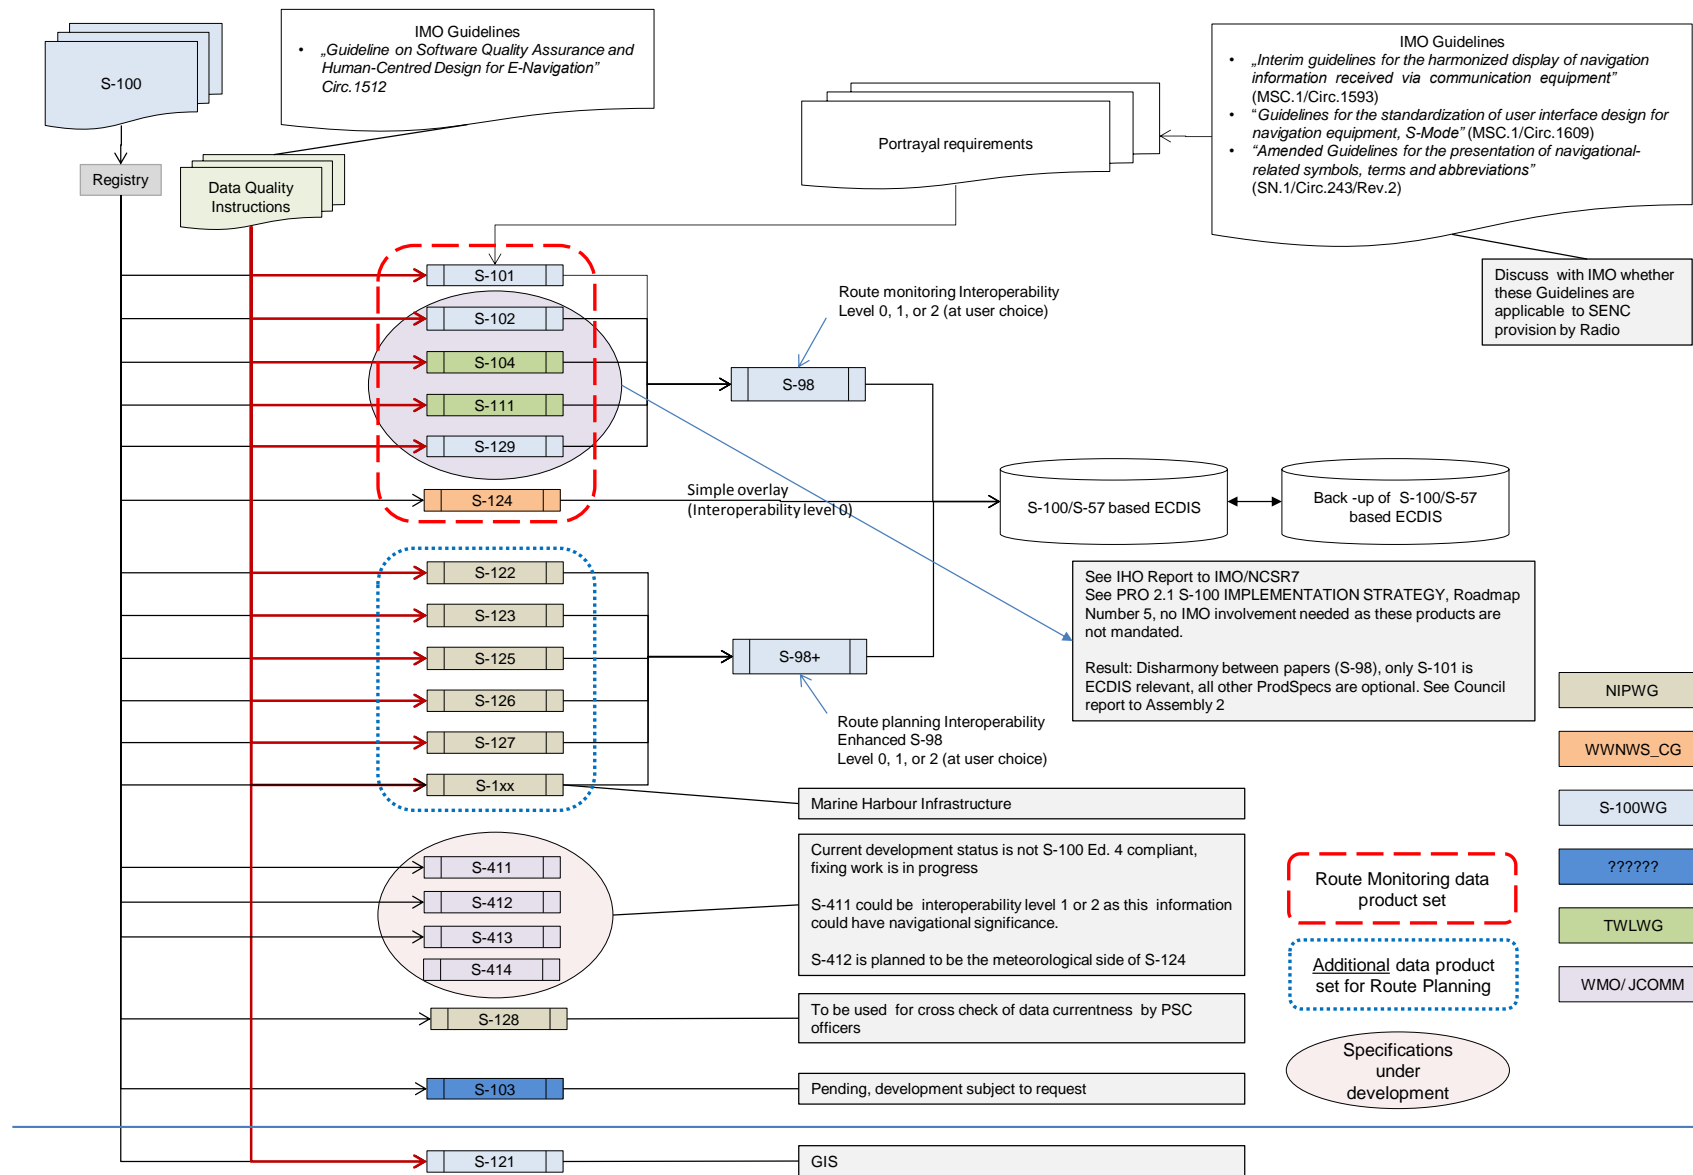 S-100
Registry
IMO Guidelines
• „Guideline on Software Quality Assurance and
Human-Centred Design for E-Navigation”
Circ.1512
Data Quality
Instructions
Portrayal requirements
IMO Guidelines
• „Interim guidelines for the harmonized display of navigation
information received via communication equipment”
(MSC.1/Circ.1593)
• “Guidelines for the standardization of user interface design for
navigation equipment, S-Mode” (MSC.1/Circ.1609)
• “Amended Guidelines for the presentation of navigational-
related symbols, terms and abbreviations”
(SN.1/Circ.243/Rev.2)
Discuss with IMO whether
these Guidelines are
applicable to SENC
provision by Radio
S-101
S-102
S-104
S-111
S-129
S-124
Route monitoring Interoperability
Level 0, 1, or 2 (at user choice)
S-98
Simple overlay
(Interoperability level 0)
S-100/S-57 based ECDIS
Back -up of S-100/S-57
based ECDIS
S-122
S-123
S-125
S-126
S-127
S-1xx
S-98+
Route planning Interoperability
Enhanced S-98
Level 0, 1, or 2 (at user choice)
See IHO Report to IMO/NCSR7
See PRO 2.1 S-100 IMPLEMENTATION STRATEGY, Roadmap
Number 5, no IMO involvement needed as these products are
not mandated.
Result: Disharmony between papers (S-98), only S-101 is
ECDIS relevant, all other ProdSpecs are optional. See Council
report to Assembly 2
Marine Harbour Infrastructure
S-411
S-412
S-413
S-414
Current development status is not S-100 Ed. 4 compliant,
fixing work is in progress
S-411 could be interoperability level 1 or 2 as this information
could have navigational significance.
S-412 is planned to be the meteorological side of S-124
S-128
To be used for cross check of data currentness by PSC
officers
S-103
Pending, development subject to request
S-121
GIS
Route Monitoring data
product set
Additional data product
set for Route Planning
Specifications
under
development
NIPWG
WWNWS_CG
S-100WG
??????
TWLWG
WMO/ JCOMM